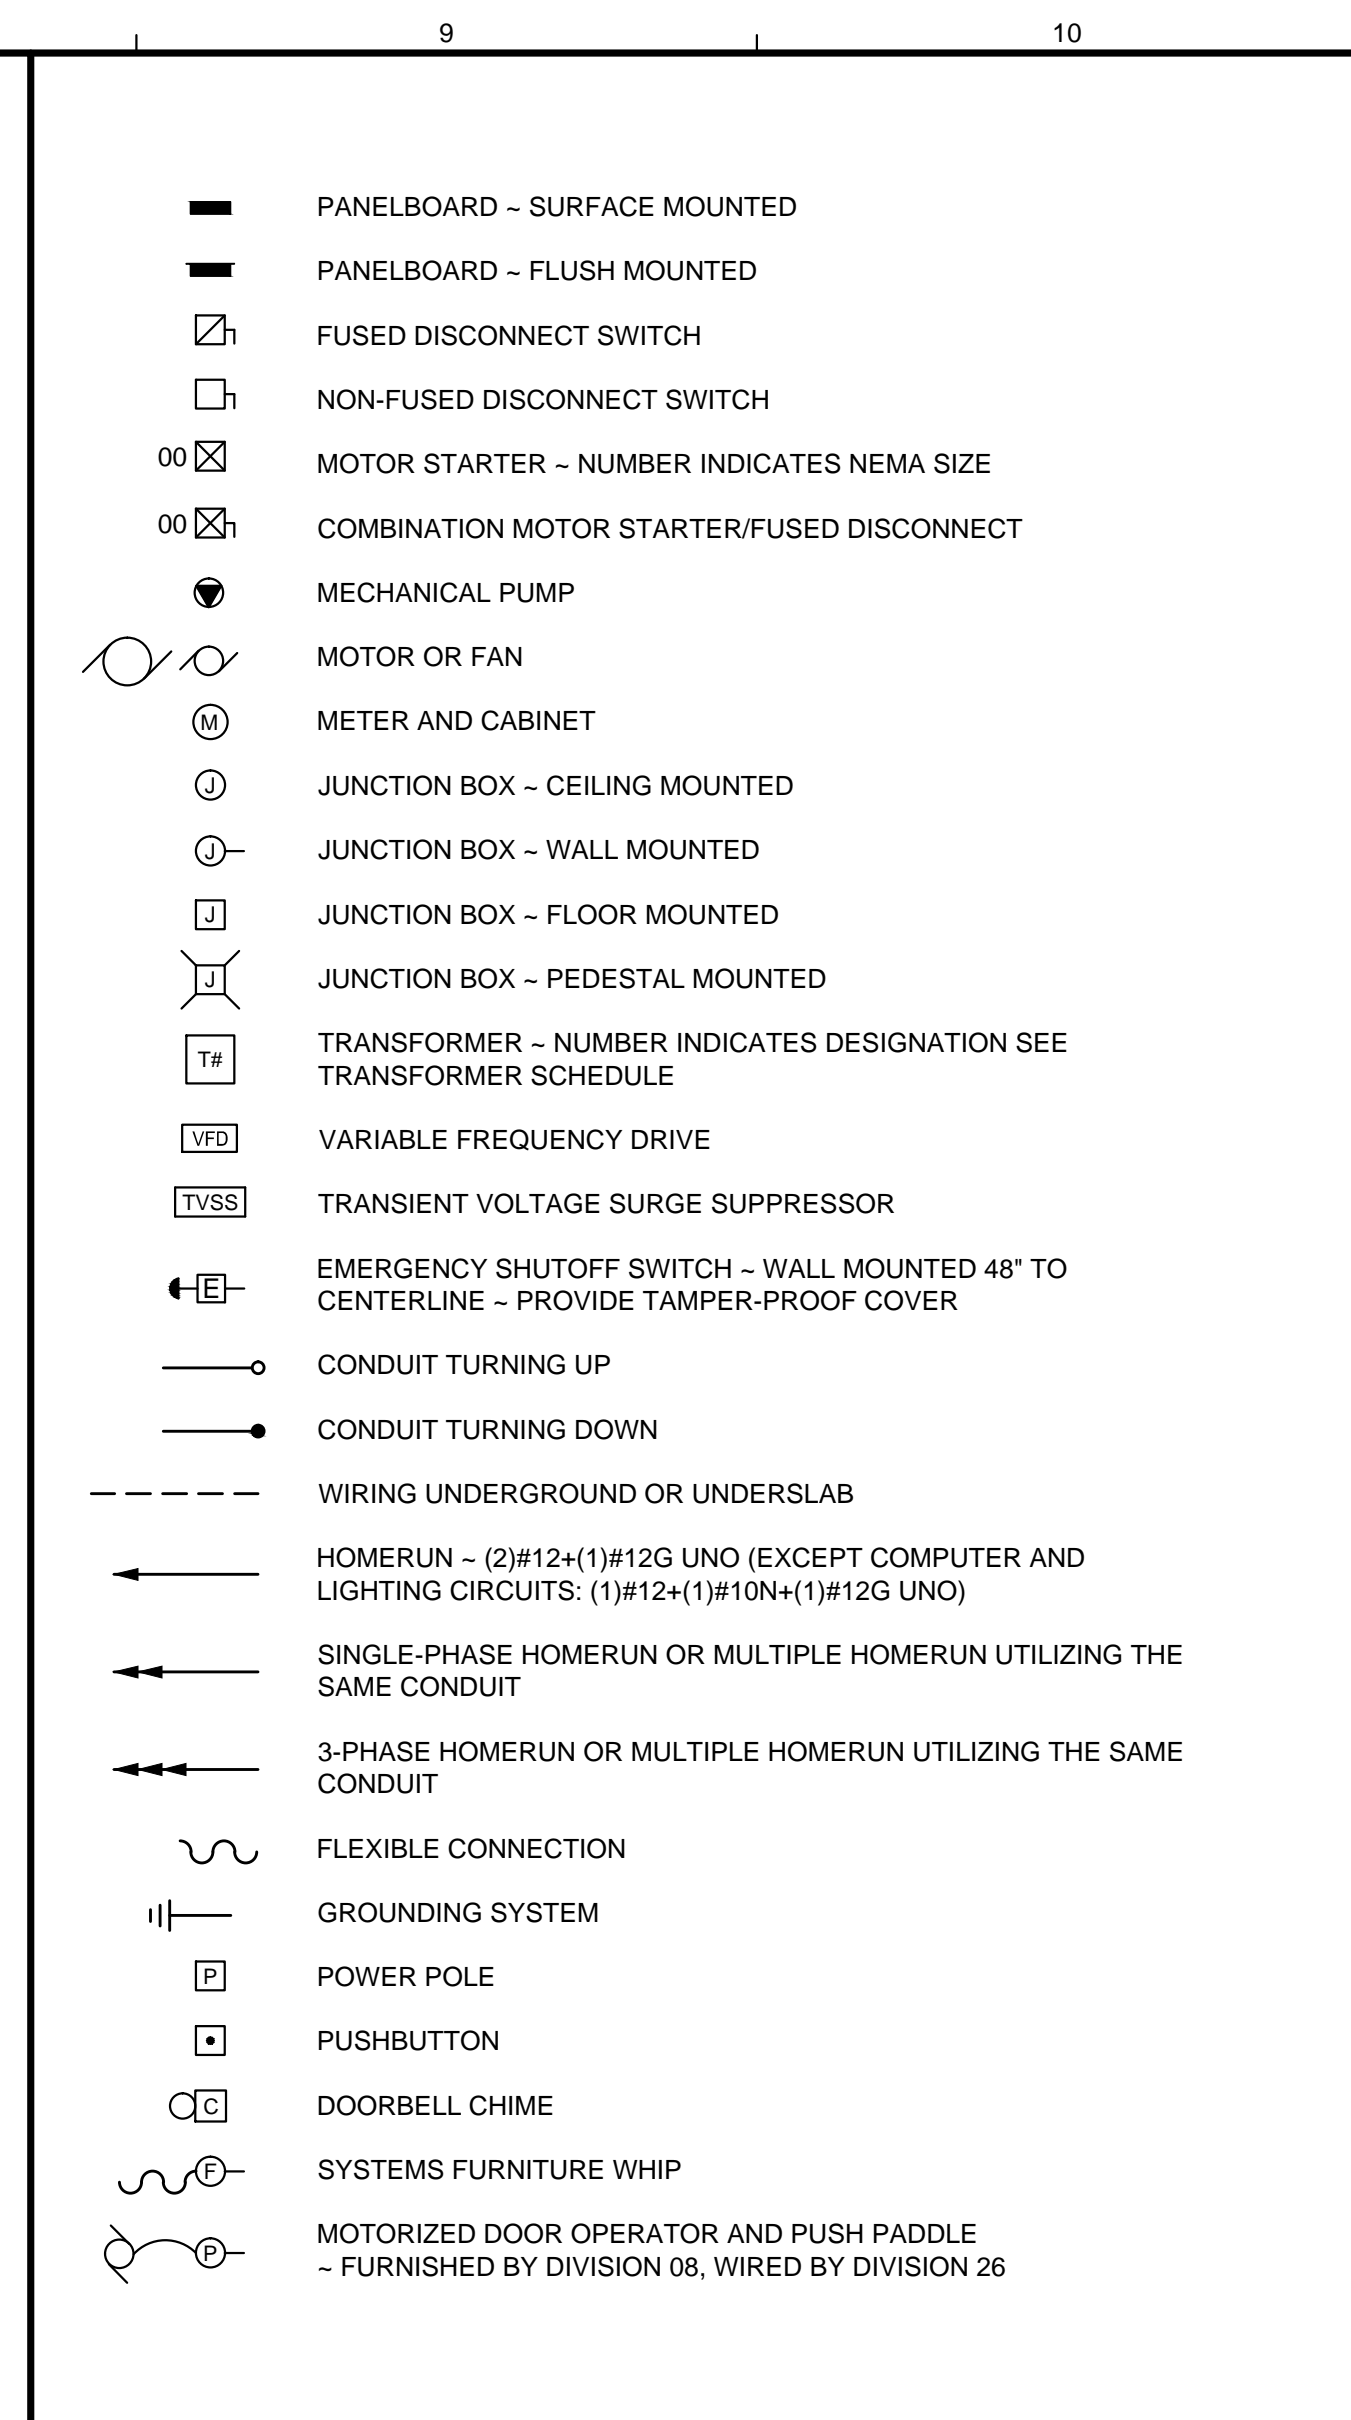 9 10
PANELBOARD ~ SURFACE MOUNTED
PANELBOARD ~ FLUSH MOUNTED
FUSED DISCONNECT SWITCH
NON-FUSED DISCONNECT SWITCH
00 MOTOR STARTER ~ NUMBER INDICATES NEMA SIZE
00 COMBINATION MOTOR STARTER/FUSED DISCONNECT
MECHANICAL PUMP
MOTOR OR FAN
M METER AND CABINET
J JUNCTION BOX ~ CEILING MOUNTED
J JUNCTION BOX ~ WALL MOUNTED
J JUNCTION BOX ~ FLOOR MOUNTED
J JUNCTION BOX ~ PEDESTAL MOUNTED
T# TRANSFORMER ~ NUMBER INDICATES DESIGNATION SEE
TRANSFORMER SCHEDULE
VFD VARIABLE FREQUENCY DRIVE
TVSS TRANSIENT VOLTAGE SURGE SUPPRESSOR
E EMERGENCY SHUTOFF SWITCH ~ WALL MOUNTED 48" TO
CENTERLINE ~ PROVIDE TAMPER-PROOF COVER
CONDUIT TURNING UP
CONDUIT TURNING DOWN
WIRING UNDERGROUND OR UNDERSLAB
HOMERUN ~ (2)#12+(1)#12G UNO (EXCEPT COMPUTER AND
LIGHTING CIRCUITS: (1)#12+(1)#10N+(1)#12G UNO)
SINGLE-PHASE HOMERUN OR MULTIPLE HOMERUN UTILIZING THE
SAME CONDUIT
3-PHASE HOMERUN OR MULTIPLE HOMERUN UTILIZING THE SAME
CONDUIT
FLEXIBLE CONNECTION
GROUNDING SYSTEM
P POWER POLE
PUSHBUTTON
C DOORBELL CHIME
F SYSTEMS FURNITURE WHIP
P MOTORIZED DOOR OPERATOR AND PUSH PADDLE
~ FURNISHED BY DIVISION 08, WIRED BY DIVISION 26